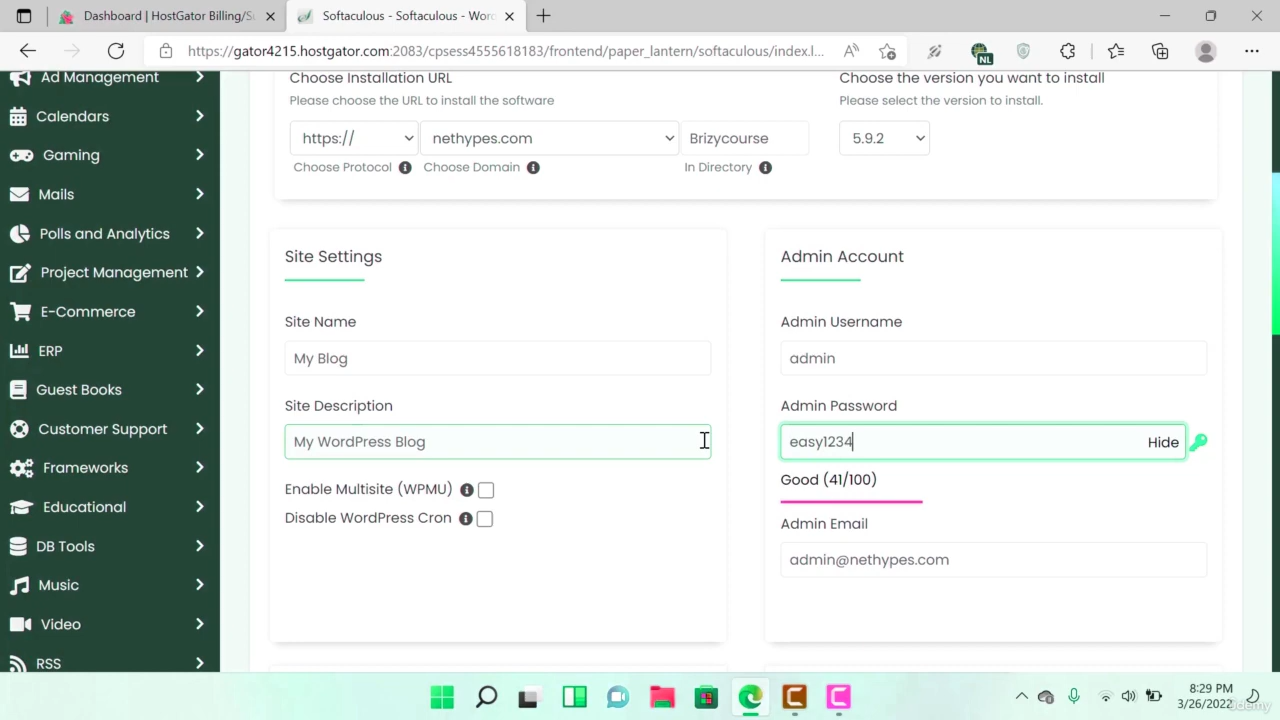 Dashboard | HostGator Billing/Su
Softaculous - Softaculous - Worc
https://gator4215.hostgator.com:2083/cpsess4555618183/frontend/paper_lantern/softaculous/index.l...
NL
Ad Management
Calendars
Gaming
Mails
Polls and Analytics
Project Management
E-Commerce
ERP
Guest Books
Customer Support
Frameworks
Educational
DB Tools
Music
Video
RSS
Choose Installation URL
Please choose the URL to install the software
https://
nethypes.com
Brizycourse
Choose Protocol
Choose Domain
In Directory
Choose the version you want to install
Please select the version to install.
5.9.2
Site Settings
Site Name
My Blog
Site Description
My WordPress Blog
Enable Multisite (WPMU)
Disable WordPress Cron
Admin Account
Admin Username
admin
Admin Password
easy1234
Hide
Good (41/100)
Admin Email
admin@nethypes.com
8:29 PM
3/26/2022
Udemy